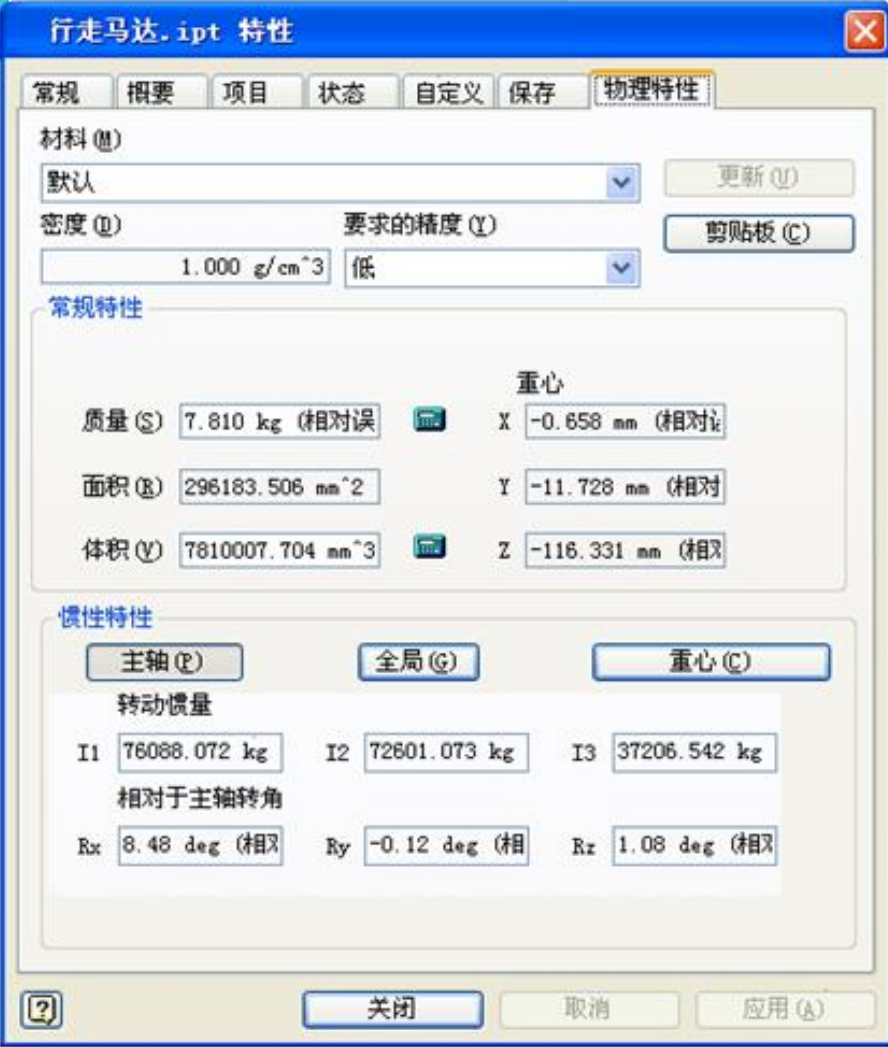 行走马达.ipt 特性
常规 概要 项目 状态 自定义 保存 物理特性
材料(M)
默认 更新(U)
密度(D) 要求的精度(Y)
剪贴板(C)
1.000 g/cm^3 低
常规特性
重心
质量(S) 7.810 kg (相对误 X -0.658 mm (相对
面积(R) 296183.506 mm^2 Y -11.728 mm (相对
体积(V) 7810007.704 mm^3 Z -116.331 mm (相
惯性特性
主轴(P) 全局(G) 重心(C)
转动惯量
I1 76088.072 kg I2 72601.073 kg I3 37206.542 kg
相对于主轴转角
Rx 8.48 deg (相 Ry -0.12 deg (相 Rz 1.08 deg (相
? 关闭 取消 应用(A)